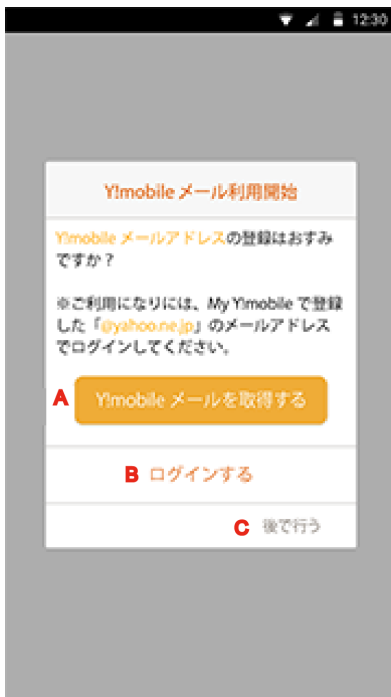 12:30
Y!mobile メール利用開始
Y!mobile メールアドレスの登録はおすみ
ですか？
※ご利用になりには、My Y!mobile で登録
した「@yahoo.ne.jp」のメールアドレス
でログインしてください。
A Y!mobile メールを取得する
B ログインする
C 後で行う